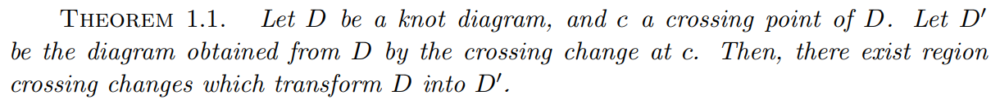 THEOREM 1.1. Let D be a knot diagram, and c a crossing point of D. Let D′
be the diagram obtained from D by the crossing change at c. Then, there exist region
crossing changes which transform D into D′.